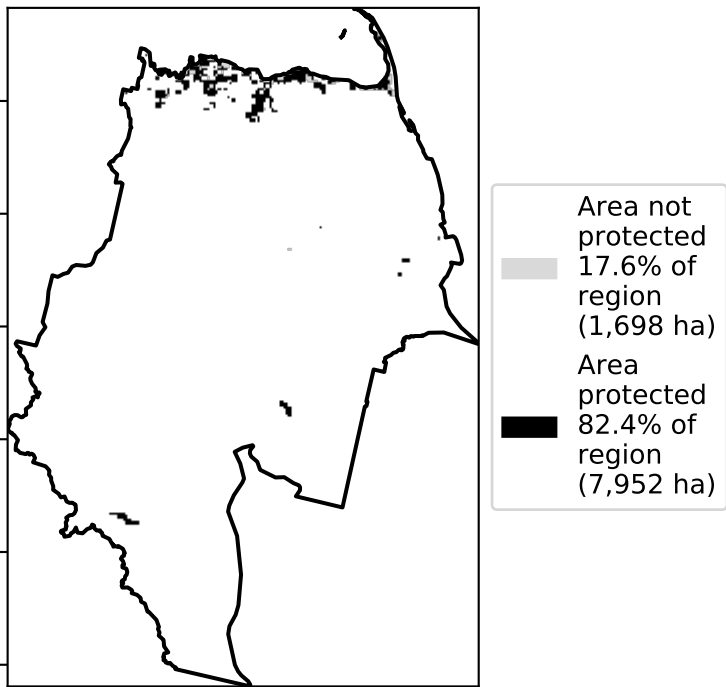 Area not
protected
17.6% of
region
(1,698 ha)
Area
protected
82.4% of
region
(7,952 ha)